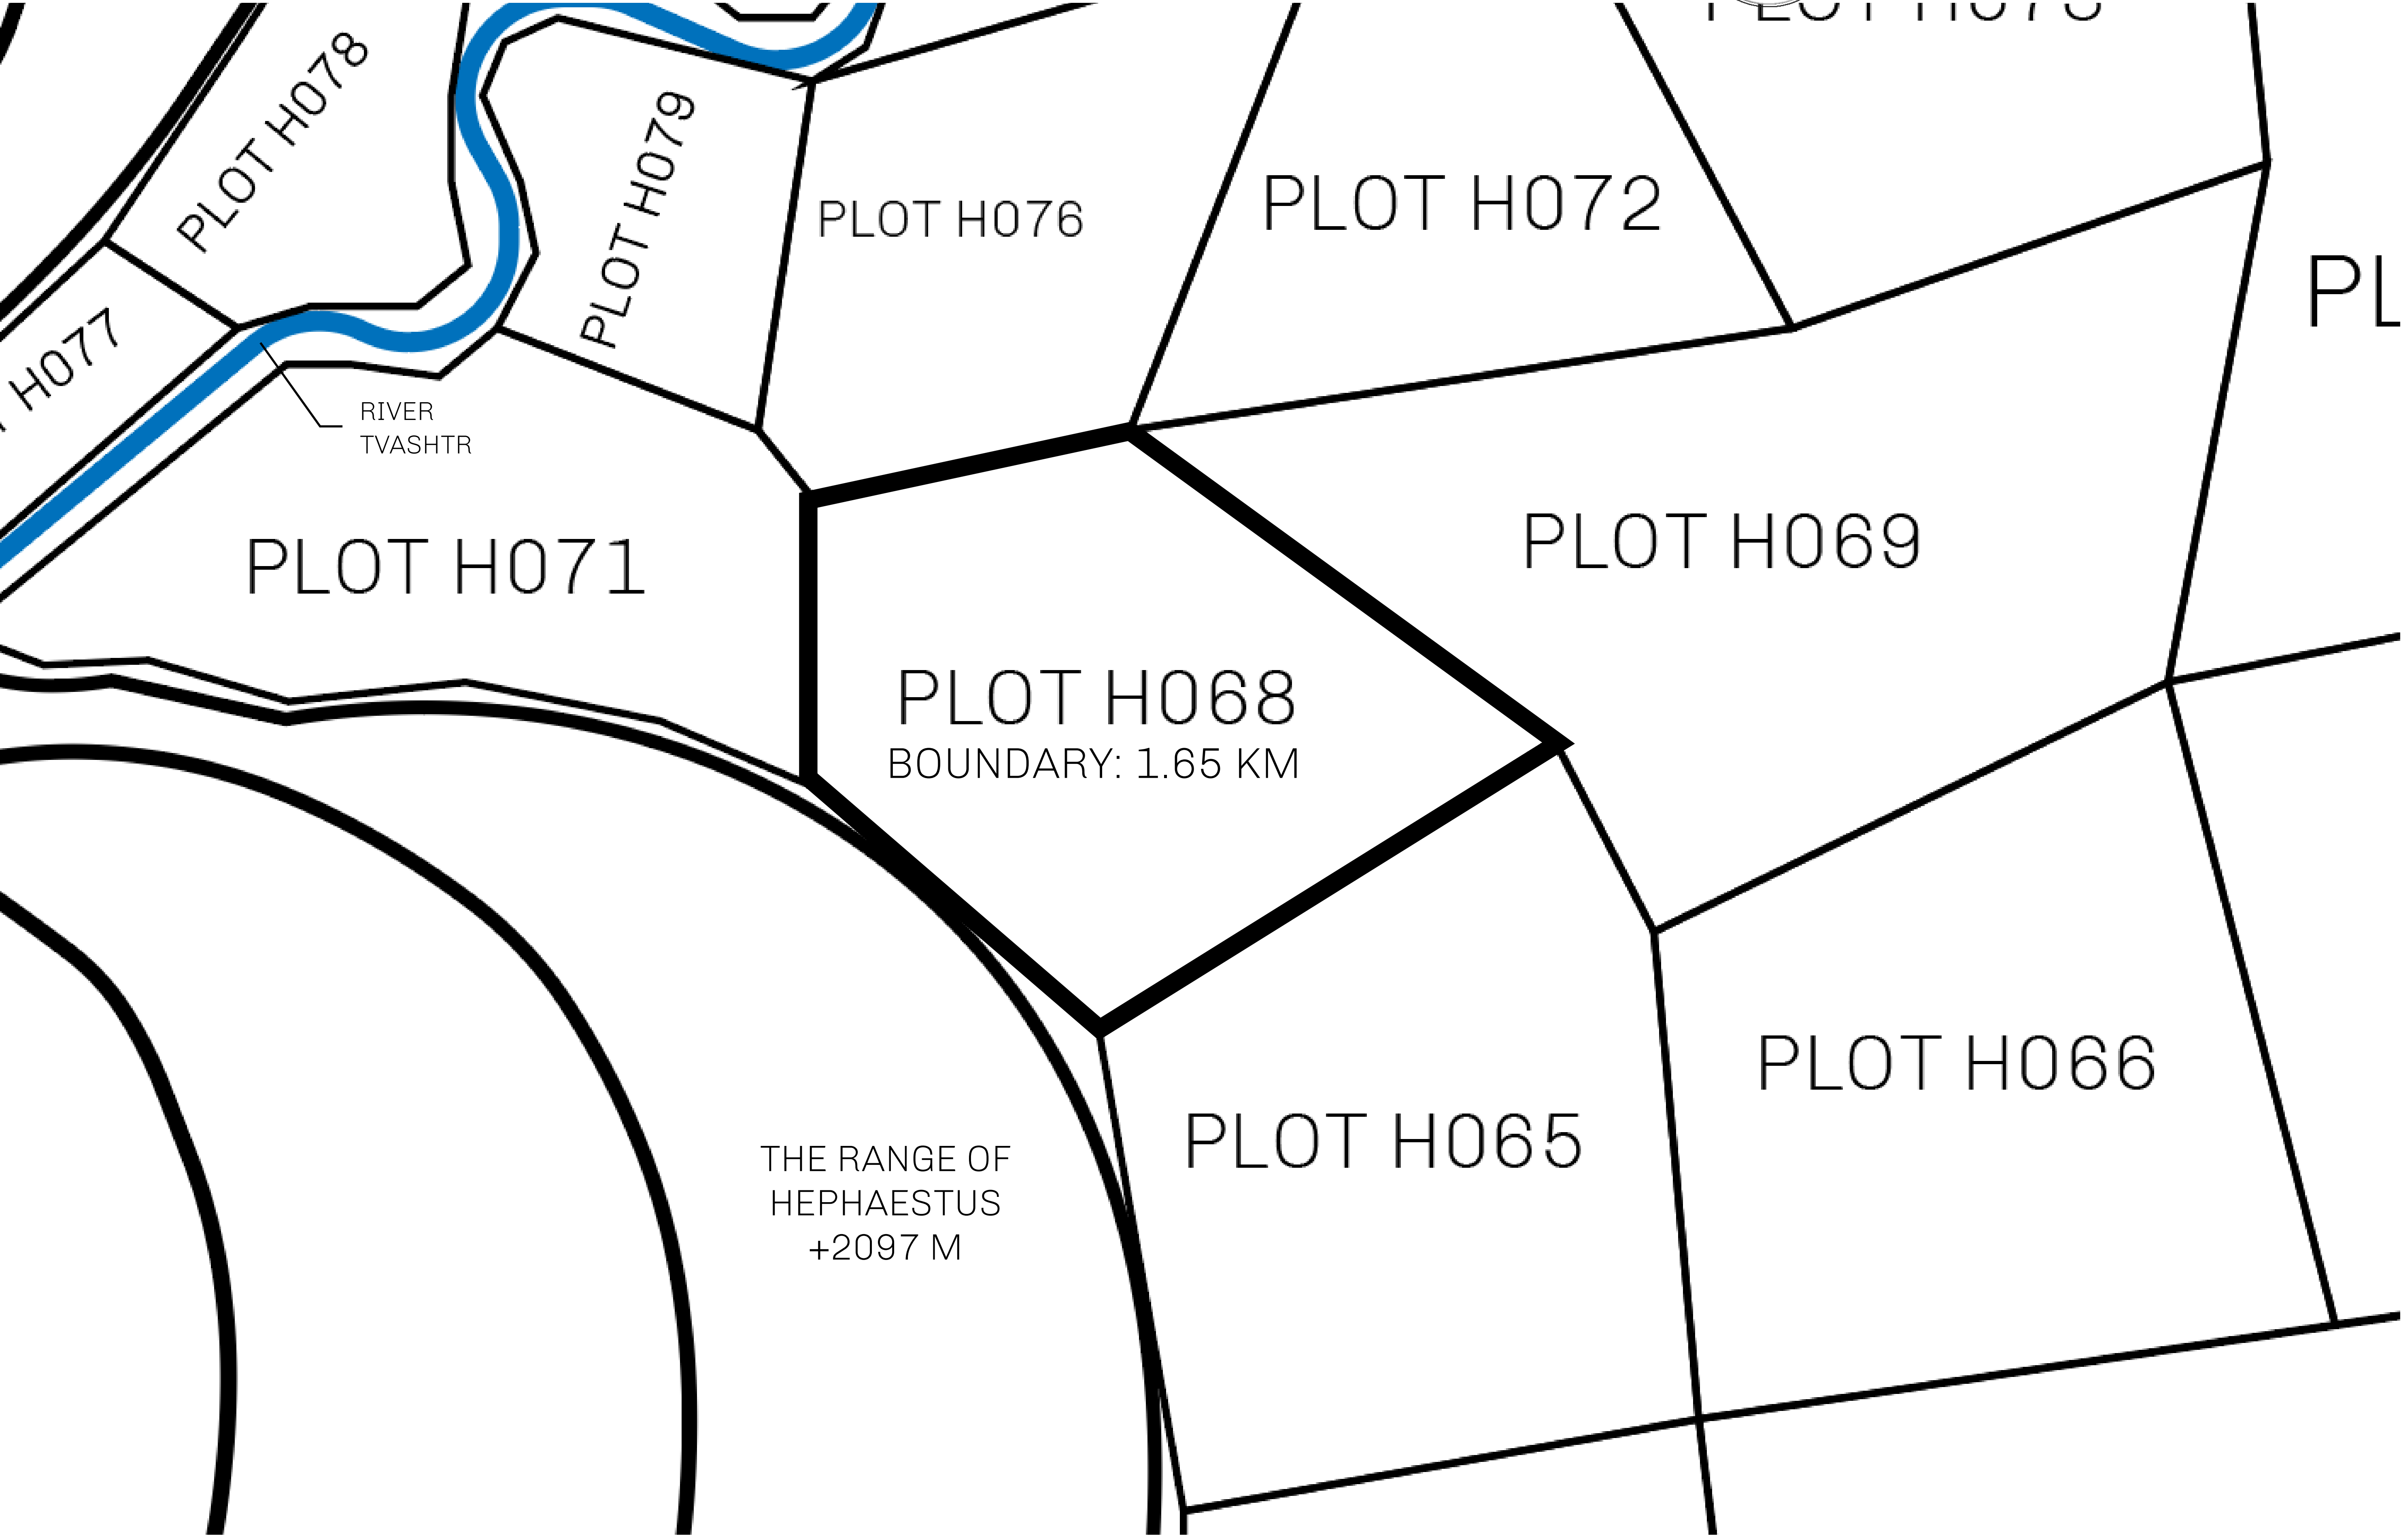 PLOT H078
PLOT H079
PLOT H076
PLOT H072
H077
RIVER
TVASHTR
PLOT H071
PLOT H069
PLOT H068
BOUNDARY: 1.65 KM
PLOT H066
PLOT H065
THE RANGE OF
HEPHAESTUS
+2097 M